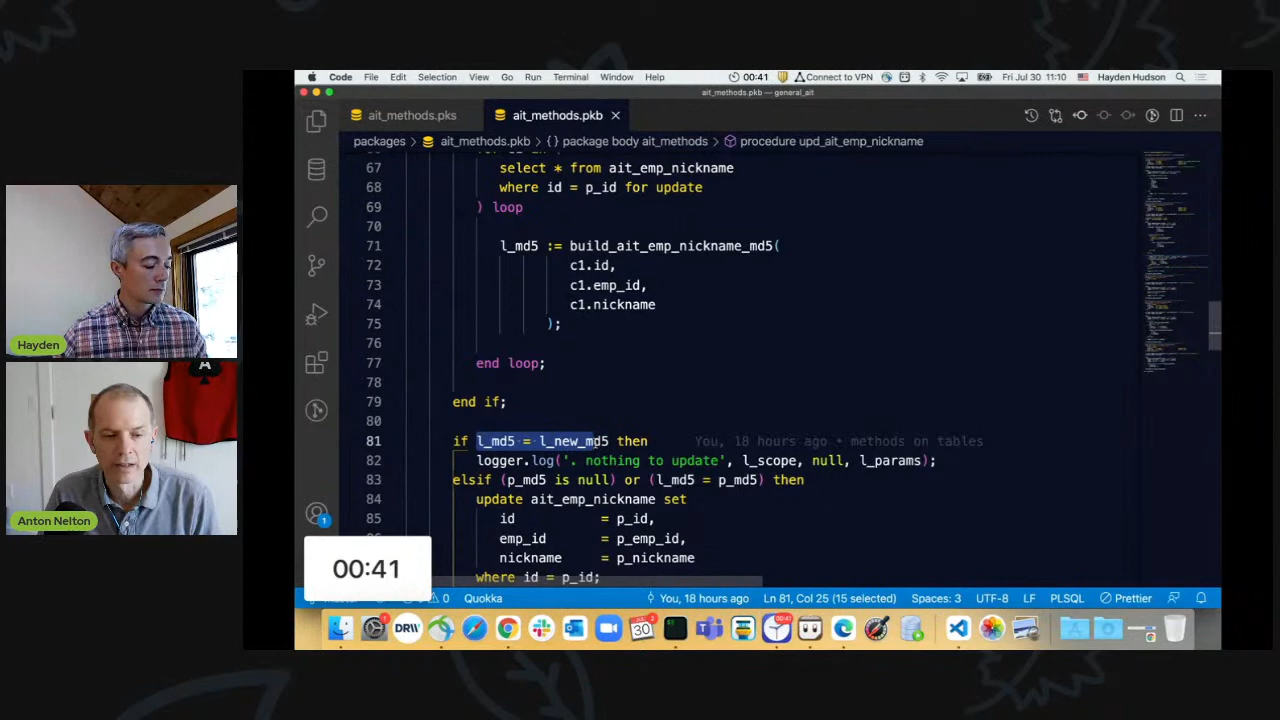 Code File Edit Selection View Go Run Terminal Window Help 00:41 Connect to VPN Fri Jul 30 11:10 Hayden Hudson
ait_methods.pkb — general_ait
ait_methods.pks ait_methods.pkb
packages > ait_methods.pkb > {} package body ait_methods > procedure upd_ait_emp_nickname
67 select * from ait_emp_nickname
68 where id = p_id for update
69 ) loop
70
71 l_md5 := build_ait_emp_nickname_md5(
72 c1.id,
73 c1.emp_id,
74 c1.nickname
75 );
76
77 end loop;
78
79 end if;
80
81 if l_md5 = l_new_md5 then You, 18 hours ago • methods on tables
82 logger.log('. nothing to update', l_scope, null, l_params);
83 elsif (p_md5 is null) or (l_md5 = p_md5) then
84 update ait_emp_nickname set
85 id = p_id,
emp_id = p_emp_id,
nickname = p_nickname
where id = p_id;
Hayden
Anton Nelton
1
00:41
0 Quokka You, 18 hours ago Ln 81, Col 25 (15 selected) Spaces: 3 UTF-8 LF PLSQL Prettier
DRW 30